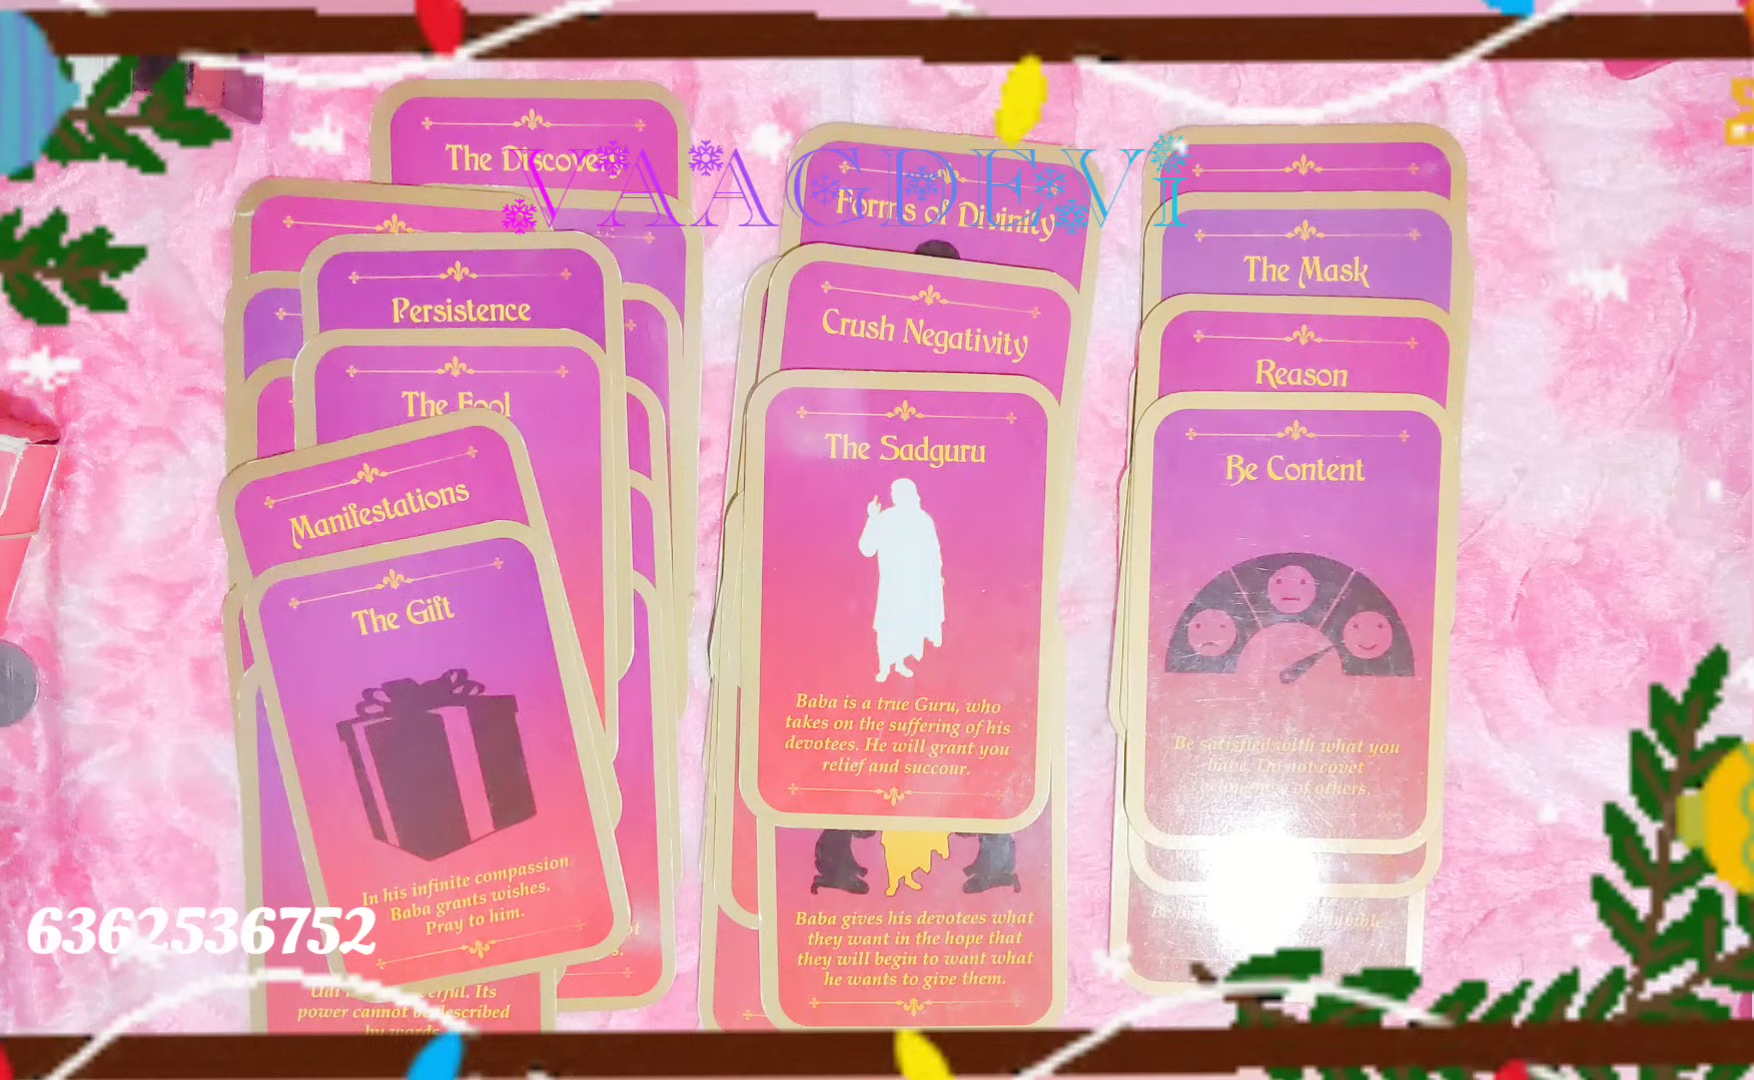 The Discovery
VAAGDEVI
Persistence
The Fool
Manifestations
The Gift
In his infinite compassion
Baba grants wishes.
Pray to him.
6362536752
Its
power cannot be described
by words
Forms of Divinity
Crush Negativity
The Sadguru
Baba is a true Guru, who
takes on the suffering of his
devotees. He will grant you
relief and succour.
Baba gives his devotees what
they want in the hope that
they will begin to want what
he wants to give them.
The Mask
Reason
Be Content
Be satisfied with what you
have. Do not covet
of others.